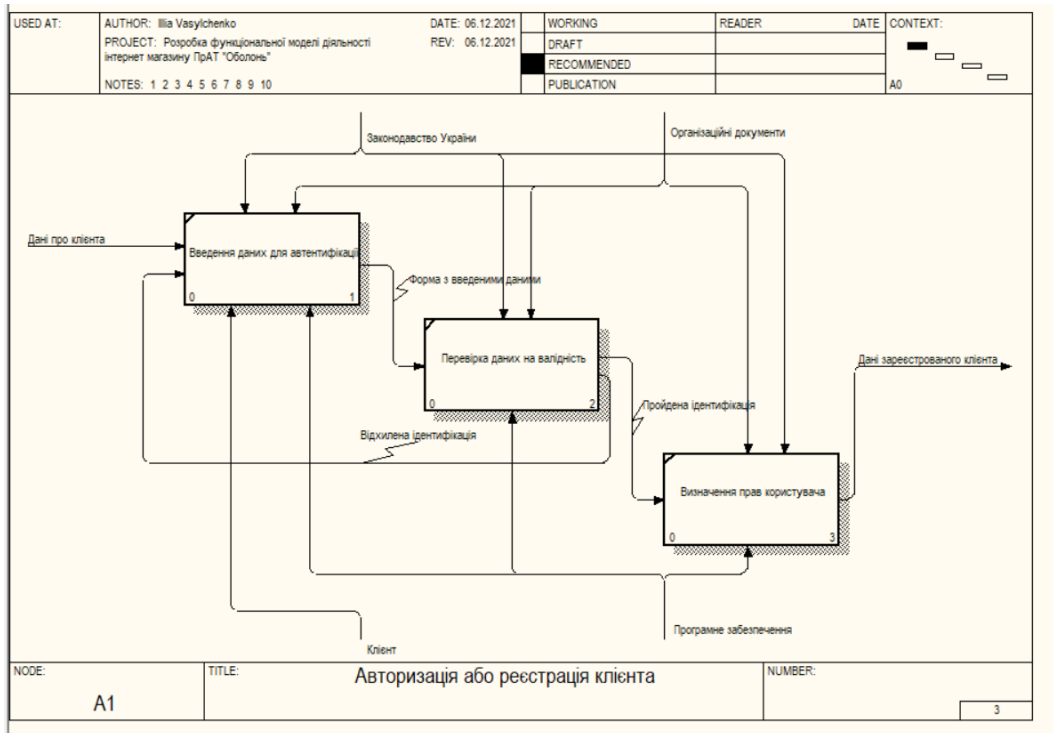 USED AT:
AUTHOR: Illia Vasylchenko
DATE: 06.12.2021
PROJECT: Розробка функціональної моделі діяльності
інтернет магазину ПрАТ "Оболонь"
REV: 06.12.2021
NOTES: 1 2 3 4 5 6 7 8 9 10
WORKING
DRAFT
RECOMMENDED
PUBLICATION
READER
DATE
CONTEXT:
A0
Законодавство України
Організаційні документи
Дані про клієнта
Введення даних для автентифікації
0
1
Форма з введеними даними
Перевірка даних на валідність
0
2
Дані зареєстрованого клієнта
Пройдена ідентифікація
Відхилена ідентифікація
Визначення прав користувача
0
3
Програмне забезпечення
Клієнт
NODE:
A1
TITLE:
Авторизація або реєстрація клієнта
NUMBER:
3